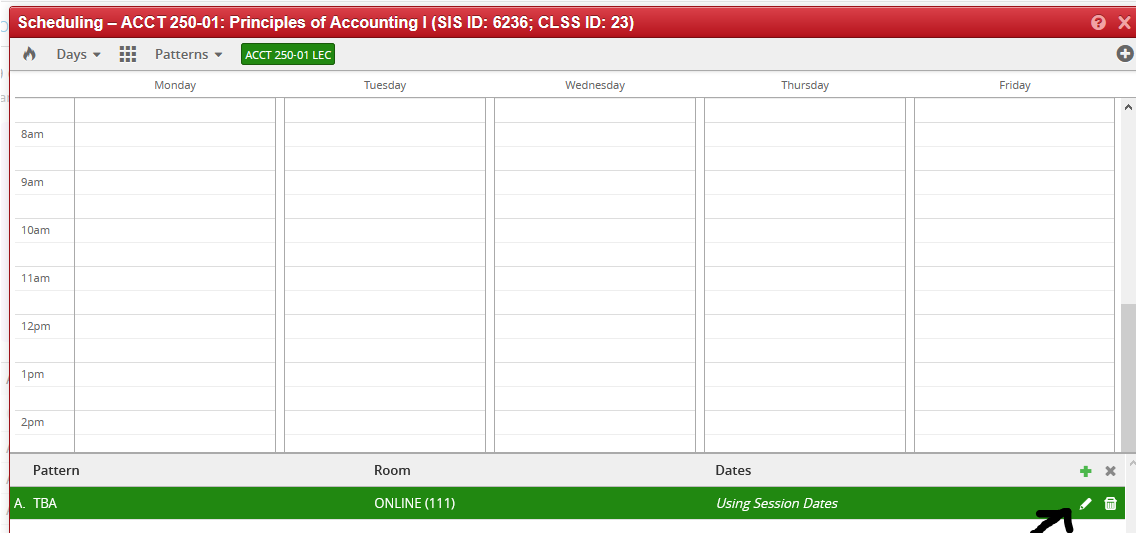 Scheduling – ACCT 250-01: Principles of Accounting I (SIS ID: 6236; CLSS ID: 23)
Days Patterns ACCT 250-01 LEC
Monday Tuesday Wednesday Thursday Friday
8am
9am
10am
11am
12pm
1pm
2pm
Pattern Room Dates
A. TBA ONLINE (111) Using Session Dates